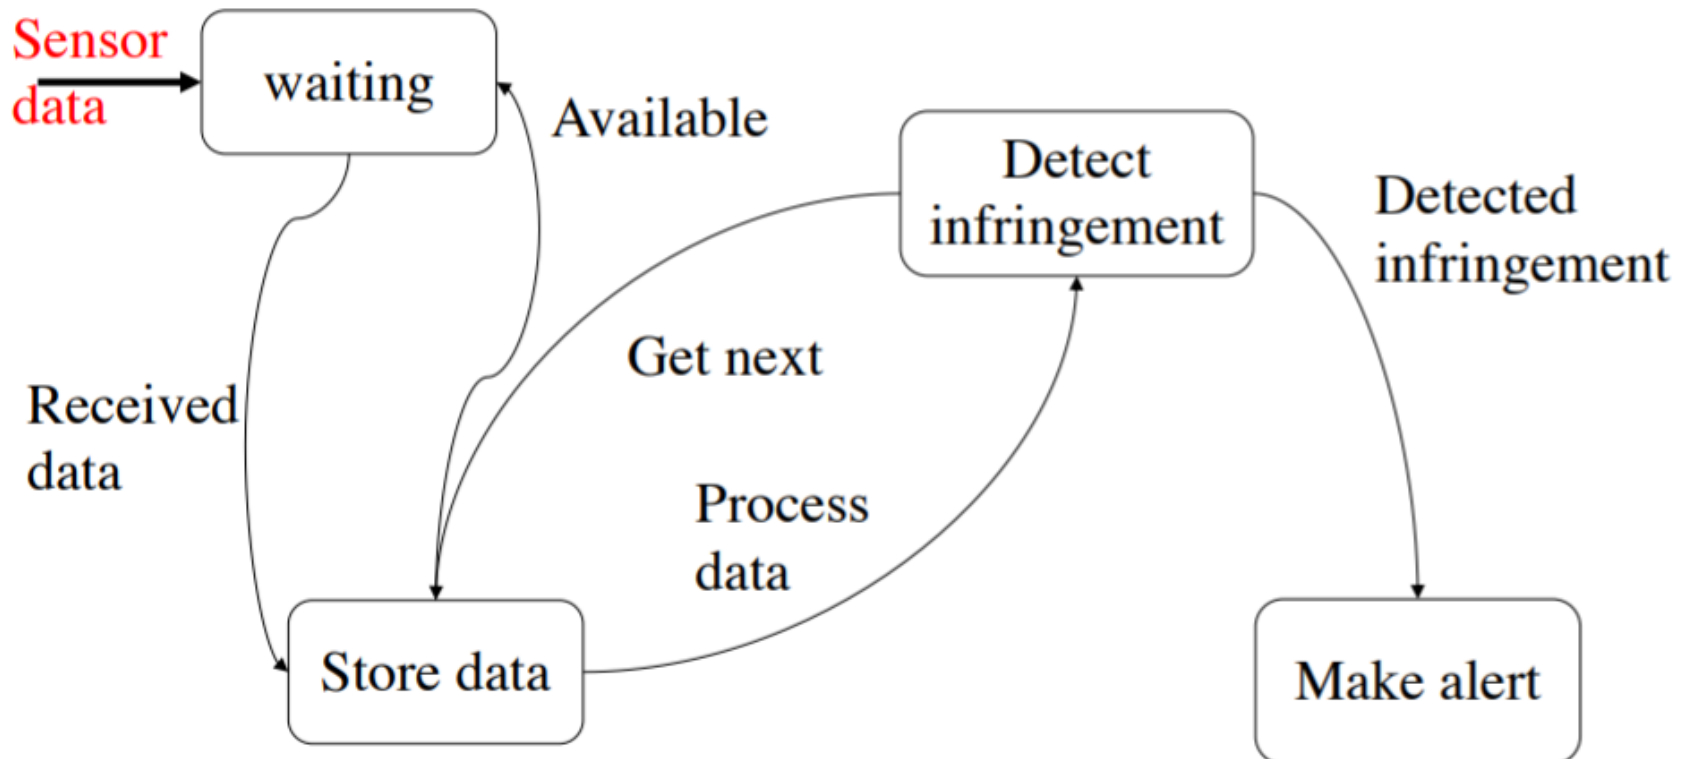 Sensor
data
waiting
Available
Detect
infringement
Detected
infringement
Get next
Received
data
Process
data
Store data
Make alert